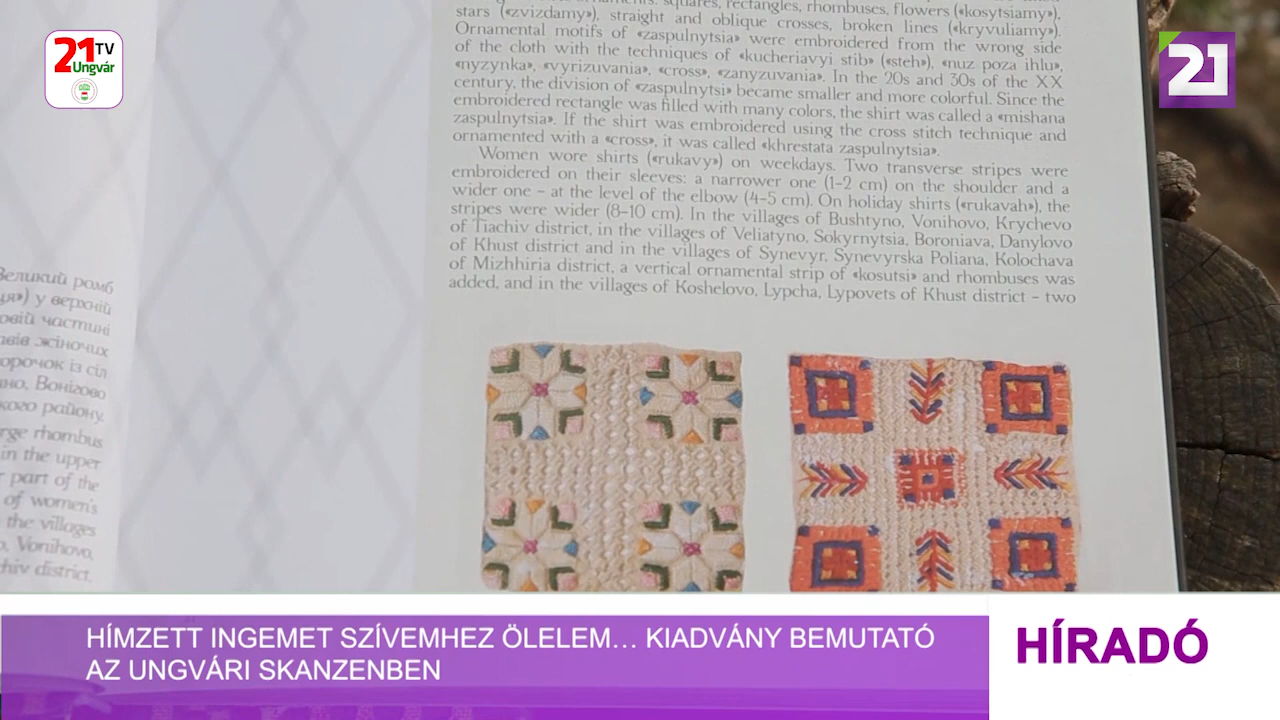 21 TV
Ungvár
21
ornaments: squares, rectangles, rhombuses, flowers («kosytsiamy»),
stars («zvizdamy»), straight and oblique crosses, broken lines («kryvuliamy»).
Ornamental motifs of «zaspulnytsia» were embroidered from the wrong side
of the cloth with the techniques of «kucheriavyi stib» («steh»), «nuz poza ihlu»,
«nyzynka», «vyrizuvania», «cross», «zanyzuvania». In the 20s and 30s of the XX
century, the division of «zaspulnytsi» became smaller and more colorful. Since the
embroidered rectangle was filled with many colors, the shirt was called a «mishana
zaspulnytsia». If the shirt was embroidered using the cross stitch technique and
ornamented with a «cross», it was called «khrestata zaspulnytsia».
Women wore shirts («rukavy») on weekdays. Two transverse stripes were
embroidered on their sleeves: a narrower one (1–2 cm) on the shoulder and a
wider one – at the level of the elbow (4–5 cm). On holiday shirts («rukavah»), the
stripes were wider (8–10 cm). In the villages of Bushtyno, Vonihovo, Krychevo
of Tiachiv district, in the villages of Veliatyno, Sokyrnytsia, Boroniava, Danylovo
of Khust district and in the villages of Synevyr, Synevyrska Poliana, Kolochava
of Mizhhiria district, a vertical ornamental strip of «kosutsi» and rhombuses was
added, and in the villages of Koshelovo, Lypcha, Lypovets of Khust district – two
Великий ромб
у верхній
частині
жіночих
із сіл
Вонігово
району.
rhombus
in the upper
part of the
of women's
the villages
Vonihovo,
district.
HÍMZETT INGEMET SZÍVEMHEZ ÖLELEM... KIADVÁNY BEMUTATÓ
AZ UNGVÁRI SKANZENBEN
HÍRADÓ